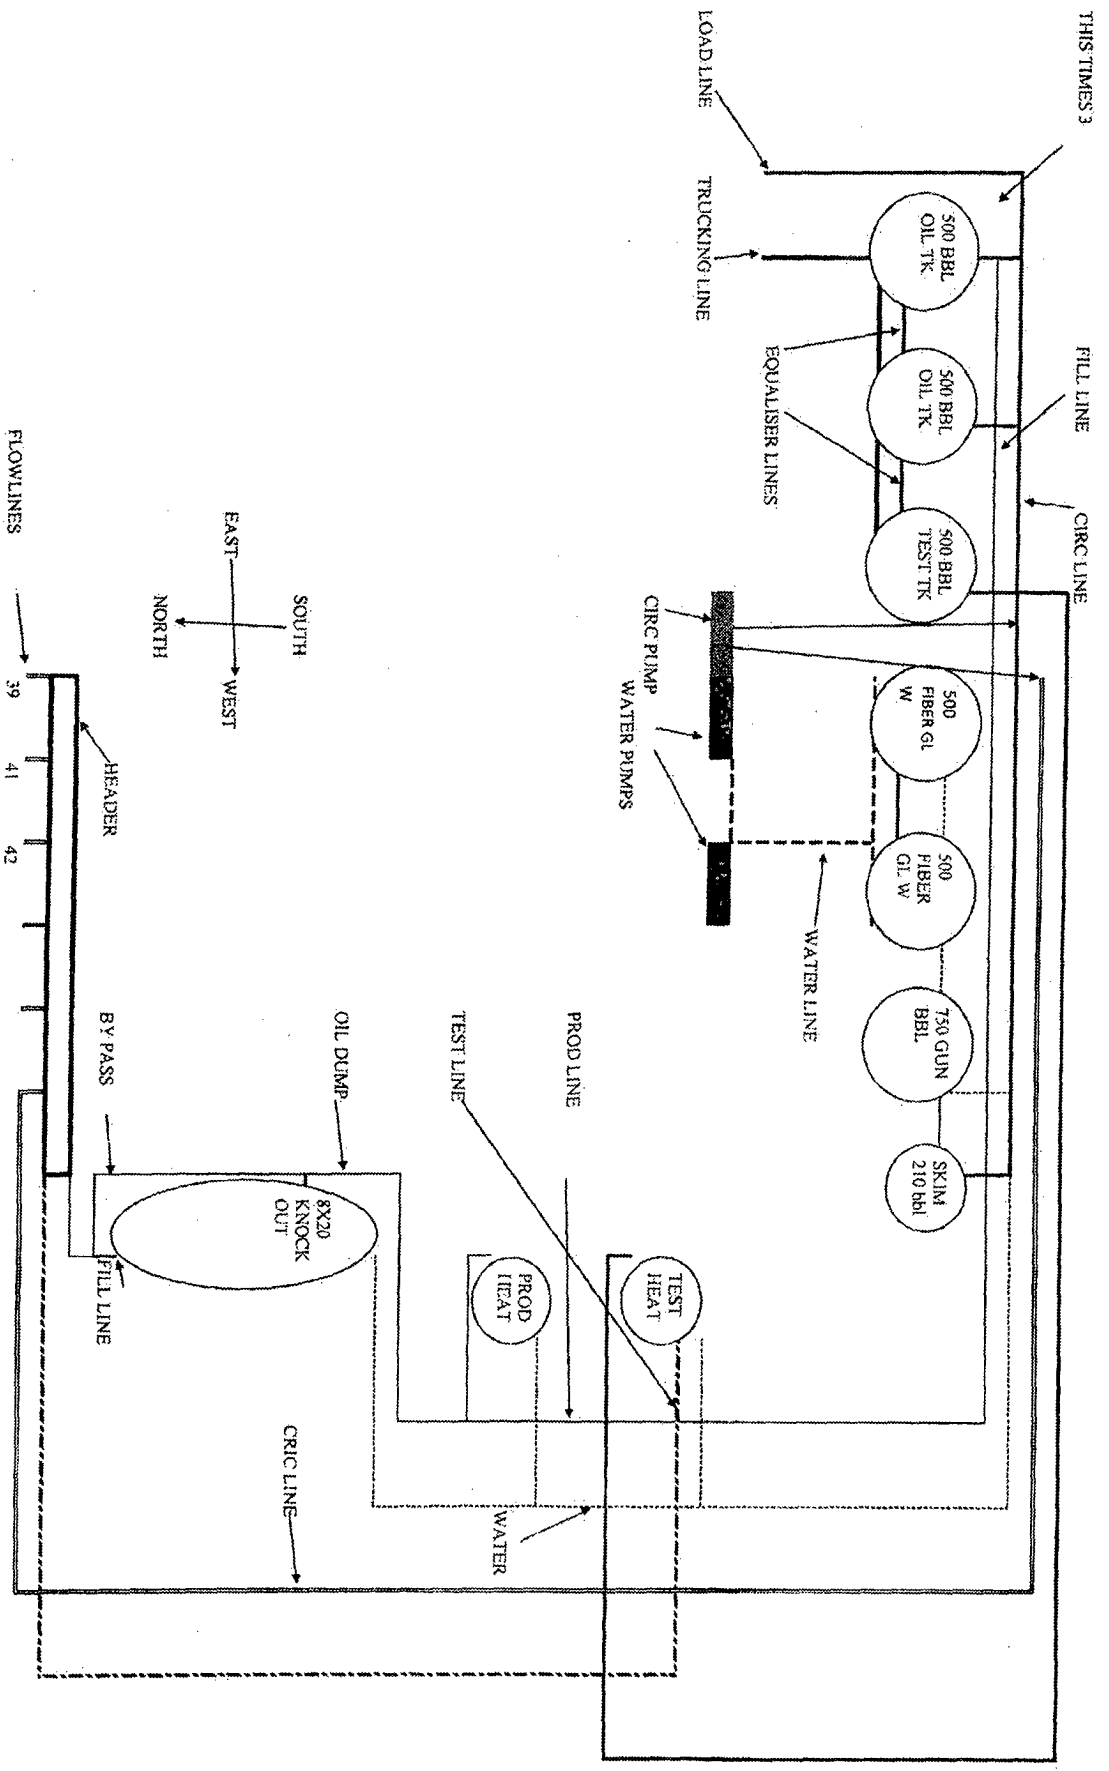 THIS TIMES 3
LOAD LINE
TRUCKING LINE
500 BBL
OIL TK
FILL LINE
500 BBL
OIL TK
EQUALISER LINES
CIRC LINE
500 BBL
TEST TK
CIRC PUMP
WATER PUMPS
500
FIBER GL
W
500
FIBER
GL W
WATER LINE
750 GUN
BBL
SKIM
210 bbl
SOUTH
EAST
WEST
NORTH
FLOWLINES
39
41
42
HEADER
BY PASS
OIL DUMP
TEST LINE
PROD LINE
8X20
KNOCK
OUT
FILL LINE
PROD
HEAT
TEST
HEAT
CRIC LINE
WATER